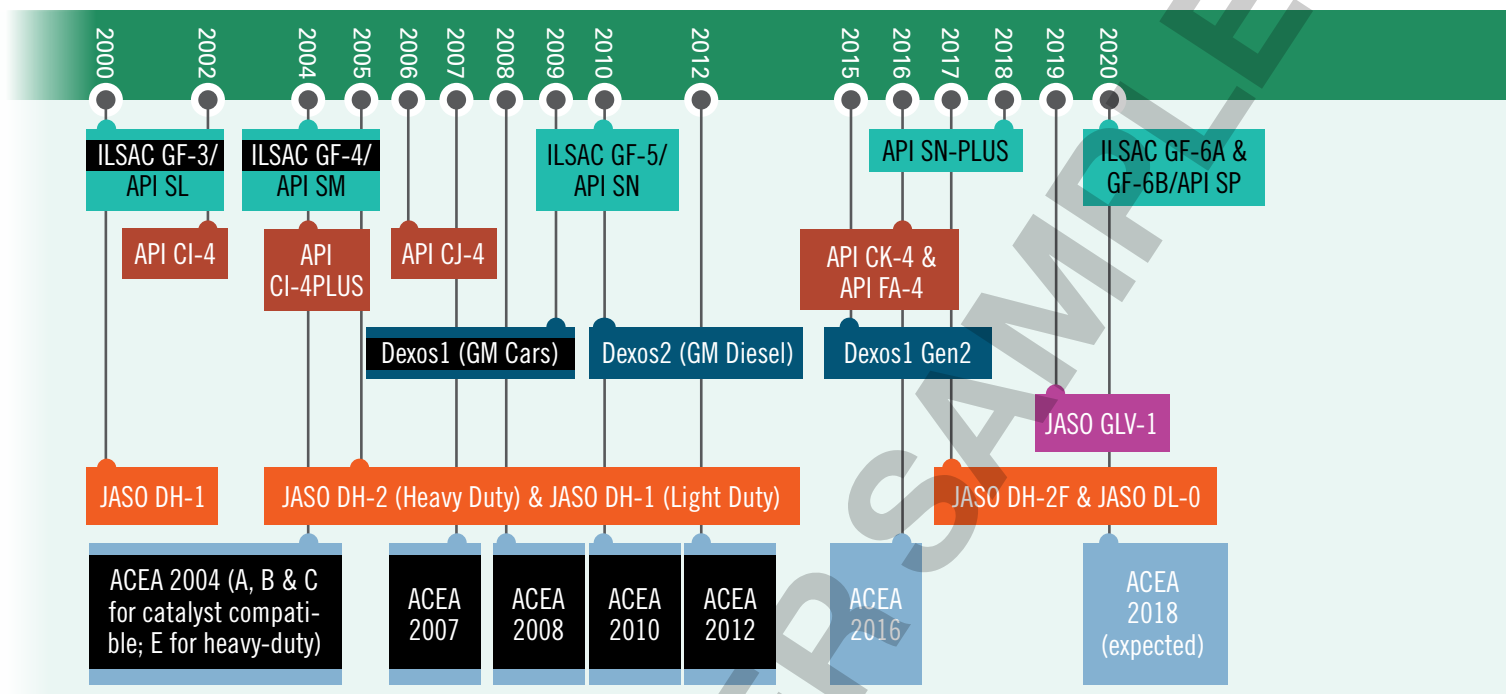 2000
2002
2004
2005
2006
2007
2008
2009
2010
2012
2015
2016
2017
2018
2019
2020
ILSAC GF-3/
API SL
ILSAC GF-4/
API SM
ILSAC GF-5/
API SN
API SN-PLUS
ILSAC GF-6A &
GF-6B/API SP
API CI-4
API
CI-4PLUS
API CJ-4
API CK-4 &
API FA-4
Dexos1 (GM Cars)
Dexos2 (GM Diesel)
Dexos1 Gen2
JASO GLV-1
JASO DH-1
JASO DH-2 (Heavy Duty) & JASO DH-1 (Light Duty)
JASO DH-2F & JASO DL-0
ACEA 2004 (A, B & C
for catalyst compati-
ble; E for heavy-duty)
ACEA
2007
ACEA
2008
ACEA
2010
ACEA
2012
ACEA
2016
ACEA
2018
(expected)
SAMPLE